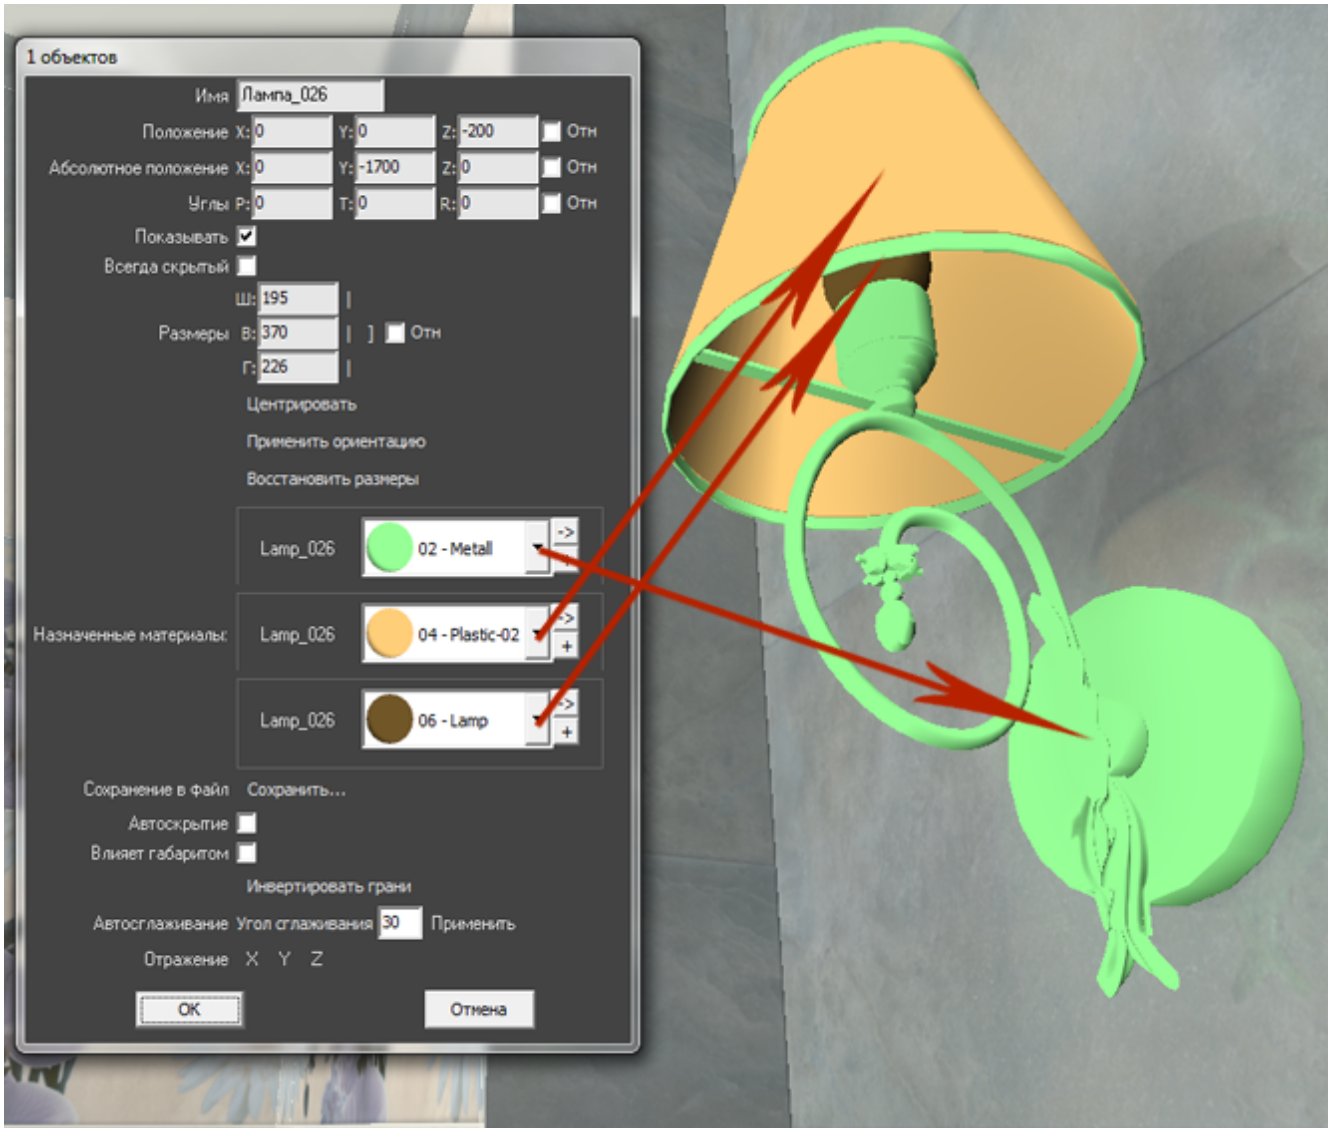 1 объектов
Имя Лампа_026
Положение X: 0 Y: 0 Z: -200 Отн
Абсолютное положение X: 0 Y: -1700 Z: 0 Отн
Углы P: 0 T: 0 R: 0 Отн
Показывать
Всегда скрытый
Ш: 195 |
Размеры В: 370 | ] Отн
Г: 226 |
Центрировать
Применить ориентацию
Восстановить размеры
Lamp_026 02 - Metall ->
+
Назначенные материалы: Lamp_026 04 - Plastic-02 ->
+
Lamp_026 06 - Lamp ->
+
Сохранение в файл Сохранить...
Автоскрытие
Влияет габаритом
Инвертировать грани
Автосглаживание Угол сглаживания 30 Применить
Отражение X Y Z
OK Отмена